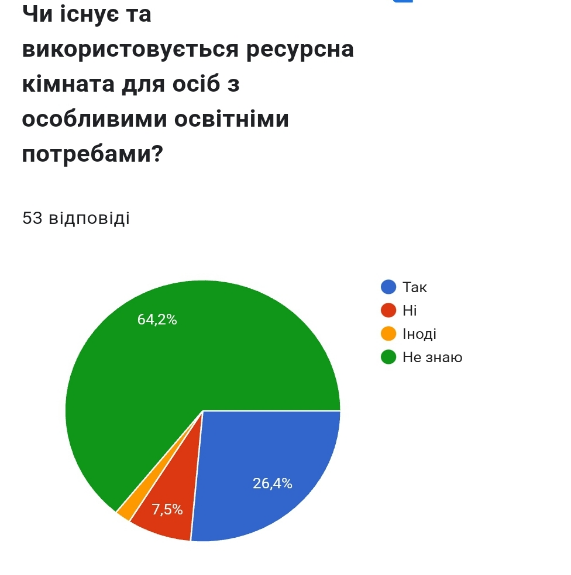 Чи існує та
використовується ресурсна
кімната для осіб з
особливими освітніми
потребами?
53 відповіді
Так
Ні
Іноді
Не знаю
64,2%
26,4%
7,5%